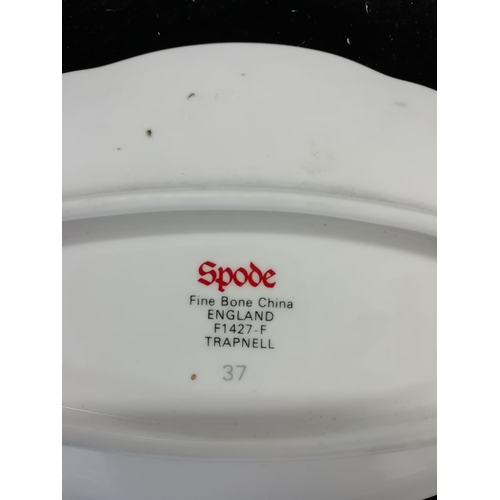 Spode
Fine Bone China
ENGLAND
F1427-F
TRAPNELL
37